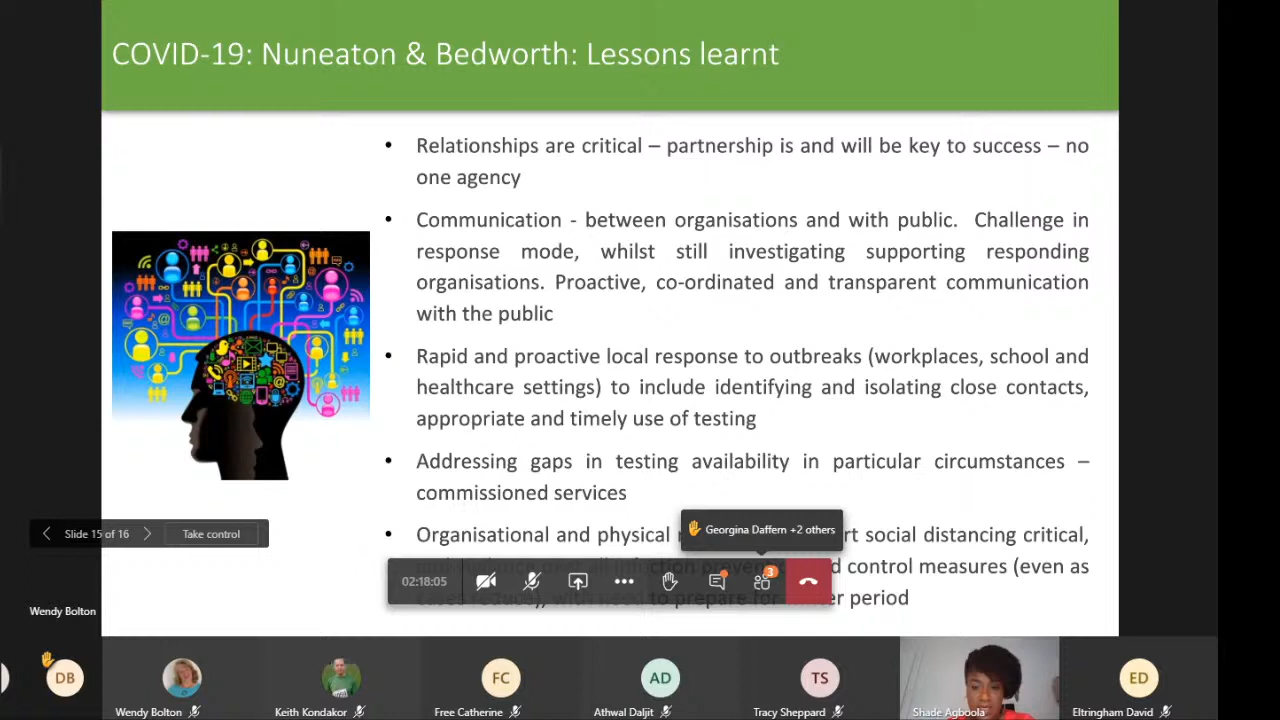 COVID-19: Nuneaton & Bedworth: Lessons learnt
• Relationships are critical – partnership is and will be key to success – no
one agency
• Communication - between organisations and with public. Challenge in
response mode, whilst still investigating supporting responding
organisations. Proactive, co-ordinated and transparent communication
with the public
• Rapid and proactive local response to outbreaks (workplaces, school and
healthcare settings) to include identifying and isolating close contacts,
appropriate and timely use of testing
• Addressing gaps in testing availability in particular circumstances –
commissioned services
• Organisational and physical social distancing critical,
control measures (even as
with need to prepare for period
Georgina Daffern +2 others
Slide 15 of 16
Take control
02:18:05
3
Wendy Bolton
DB
FC
AD
TS
ED
Wendy Bolton
Keith Kondakor
Free Catherine
Athwal Daljit
Tracy Sheppard
Shade Agboola
Eltringham David